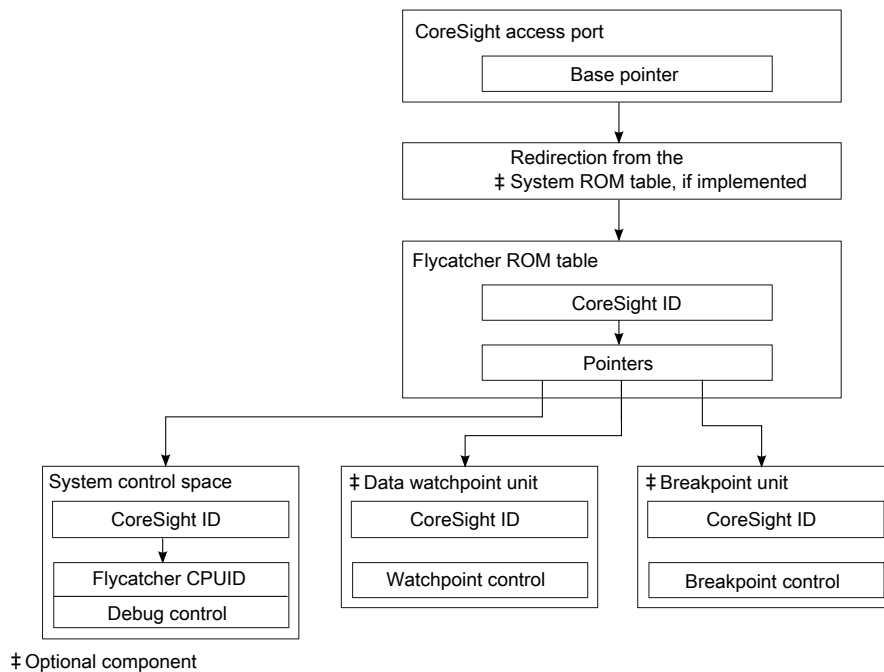 CoreSight access port
Base pointer
Redirection from the
‡ System ROM table, if implemented
Flycatcher ROM table
CoreSight ID
Pointers
System control space
CoreSight ID
Flycatcher CPUID
Debug control
‡ Data watchpoint unit
CoreSight ID
Watchpoint control
‡ Breakpoint unit
CoreSight ID
Breakpoint control
‡ Optional component